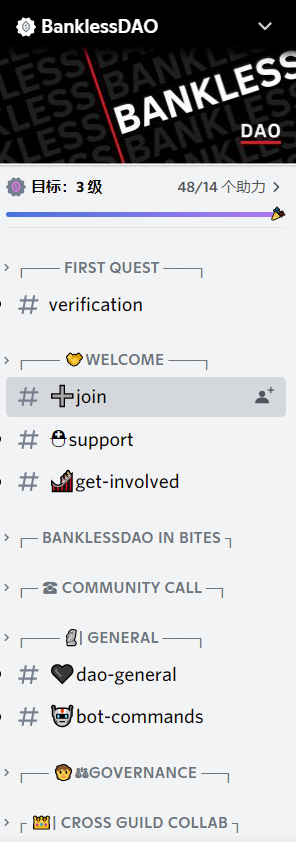 BanklessDAO
BANKLESS
DAO
目标：3 级 48/14 个助力
FIRST QUEST
# verification
WELCOME
# join
# support
# get-involved
BANKLESSDAO IN BITES
COMMUNITY CALL
| GENERAL
# dao-general
# bot-commands
GOVERNANCE
| CROSS GUILD COLLAB